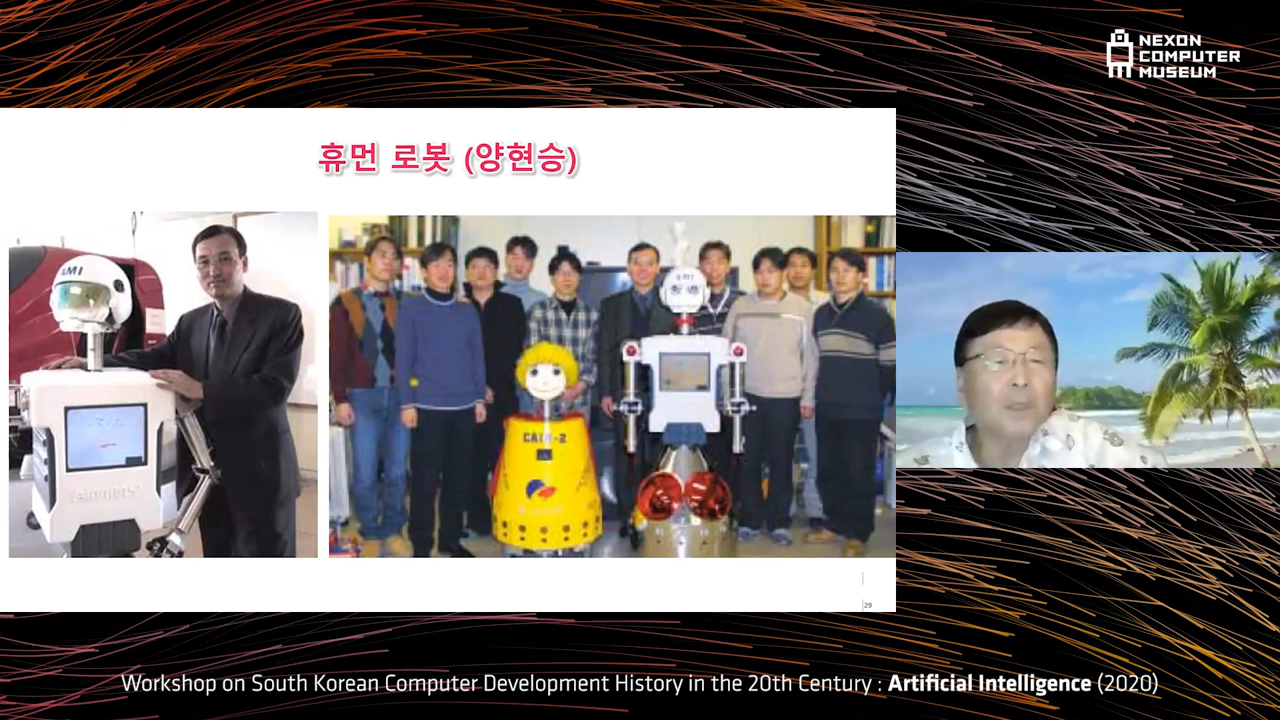 NEXON
COMPUTER
MUSEUM
휴먼 로봇 (양현승)
AMI
AMI
CAIR-2
29
Workshop on South Korean Computer Development History in the 20th Century : Artificial Intelligence (2020)